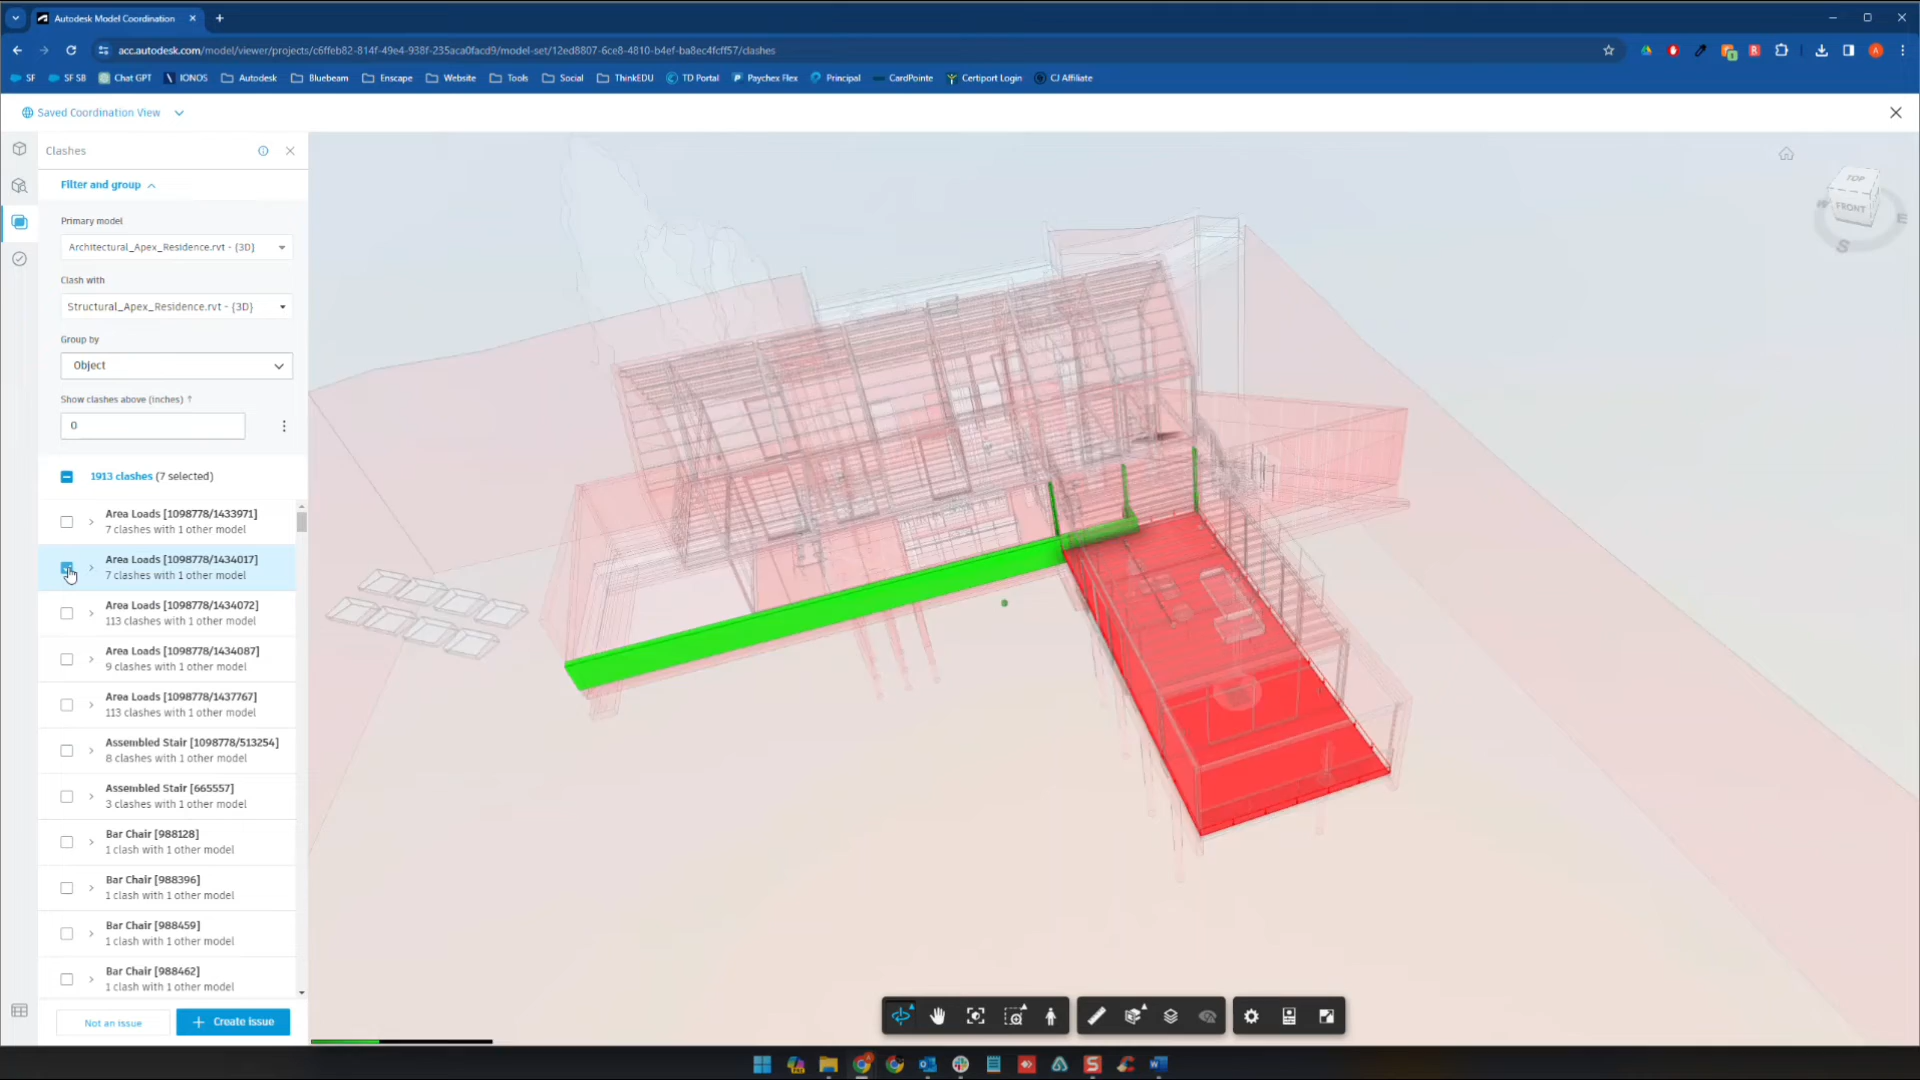 Autodesk Model Coordination
acc.autodesk.com/model/viewer/projects/c6ffeb82-814f-49e4-938f-235aca0facd9/model-set/12ed8807-6ce8-4810-b4ef-ba8ec4fcff57/clashes
SF
SF SB
Chat GPT
IONOS
Autodesk
Bluebeam
Enscape
Website
Tools
Social
ThinkEDU
TD Portal
Paychex Flex
Principal
CardPointe
Certiport Login
CJ Affiliate
Saved Coordination View
Clashes
Filter and group
Primary model
Architectural_Apex_Residence.rvt - {3D}
Clash with
Structural_Apex_Residence.rvt - {3D}
Group by
Object
Show clashes above (inches) ↑
0
1913 clashes (7 selected)
Area Loads [1098778/1433971]
7 clashes with 1 other model
Area Loads [1098778/1434017]
7 clashes with 1 other model
Area Loads [1098778/1434072]
113 clashes with 1 other model
Area Loads [1098778/1434087]
9 clashes with 1 other model
Area Loads [1098778/1437767]
113 clashes with 1 other model
Assembled Stair [1098778/513254]
8 clashes with 1 other model
Assembled Stair [665557]
3 clashes with 1 other model
Bar Chair [988128]
1 clash with 1 other model
Bar Chair [988396]
1 clash with 1 other model
Bar Chair [988459]
1 clash with 1 other model
Bar Chair [988462]
1 clash with 1 other model
Not an issue
+ Create issue
TOP
FRONT
W
E
S